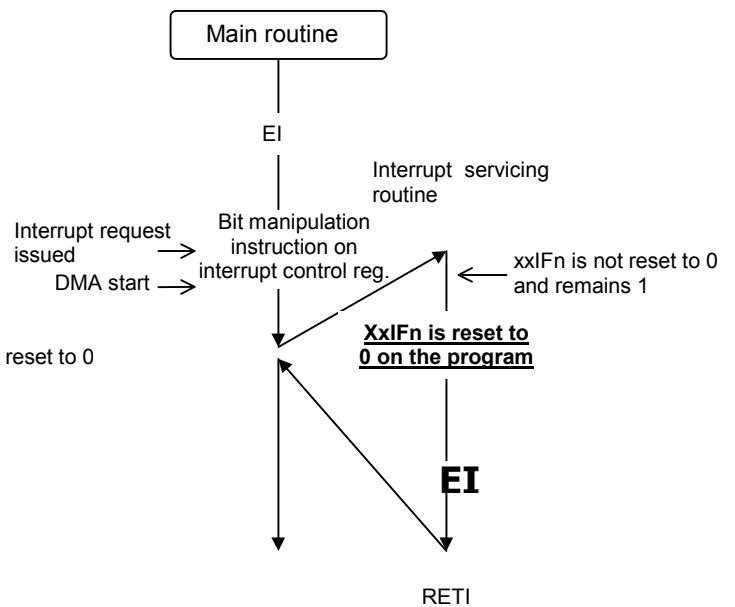 Main routine
EI
Interrupt servicing
routine
Bit manipulation
instruction on
interrupt control reg.
Interrupt request
issued
DMA start
xxIFn is not reset to 0
and remains 1
XxIFn is reset to
0 on the program
reset to 0
EI
RETI